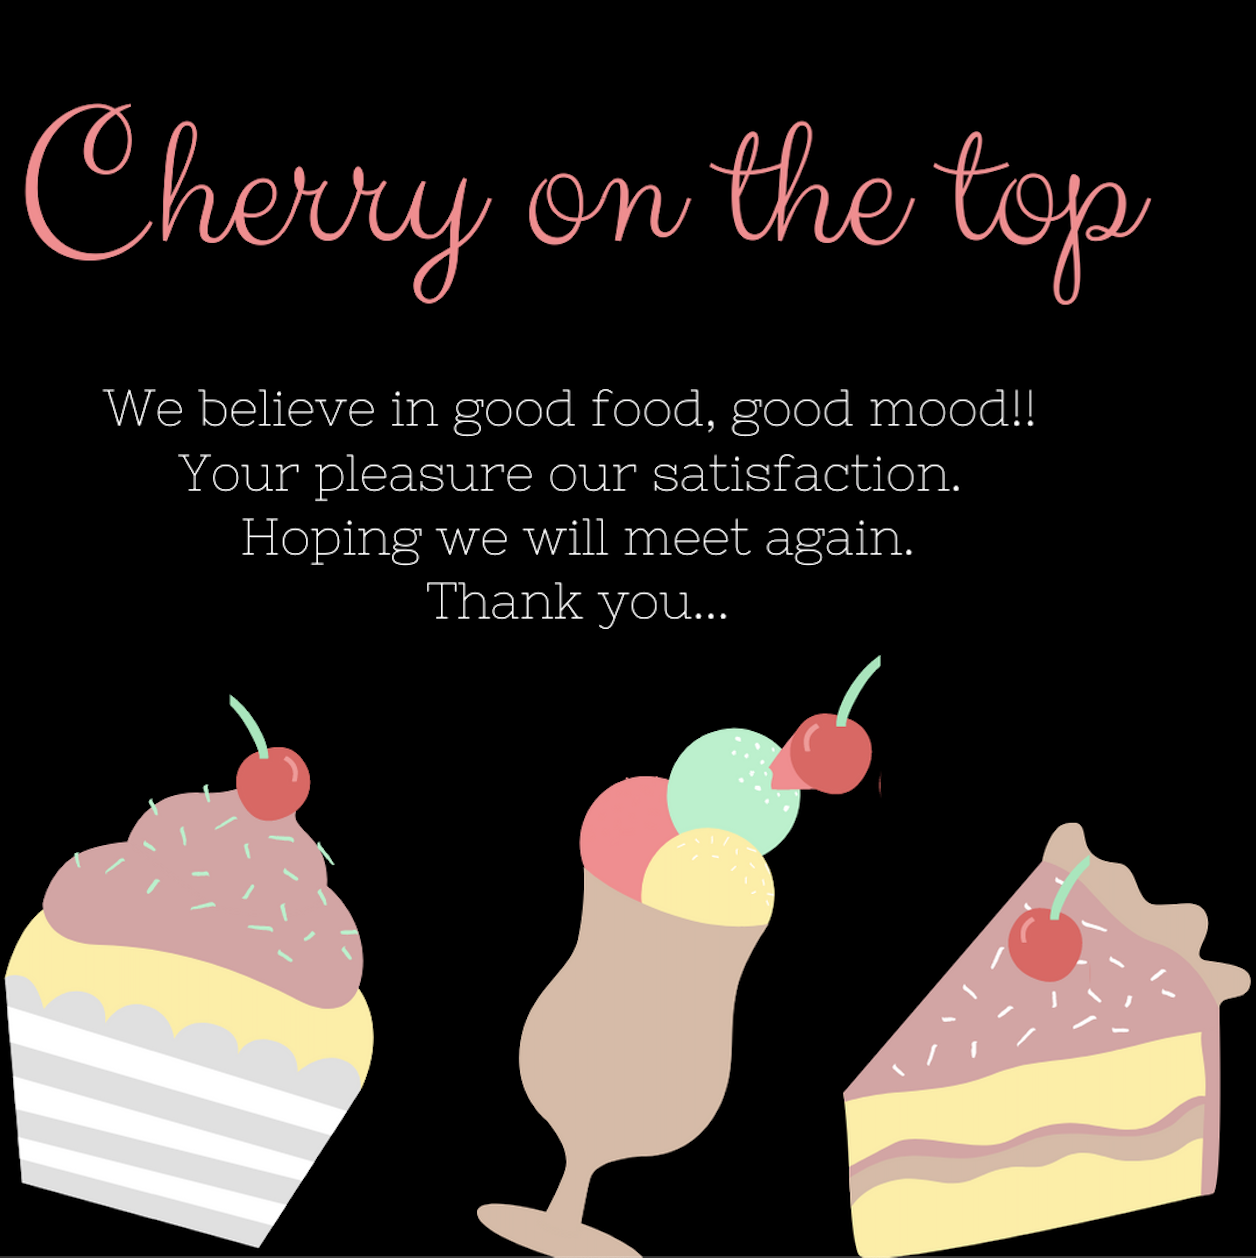 Cherry on the top
We believe in good food, good mood!!
Your pleasure our satisfaction.
Hoping we will meet again.
Thank you...